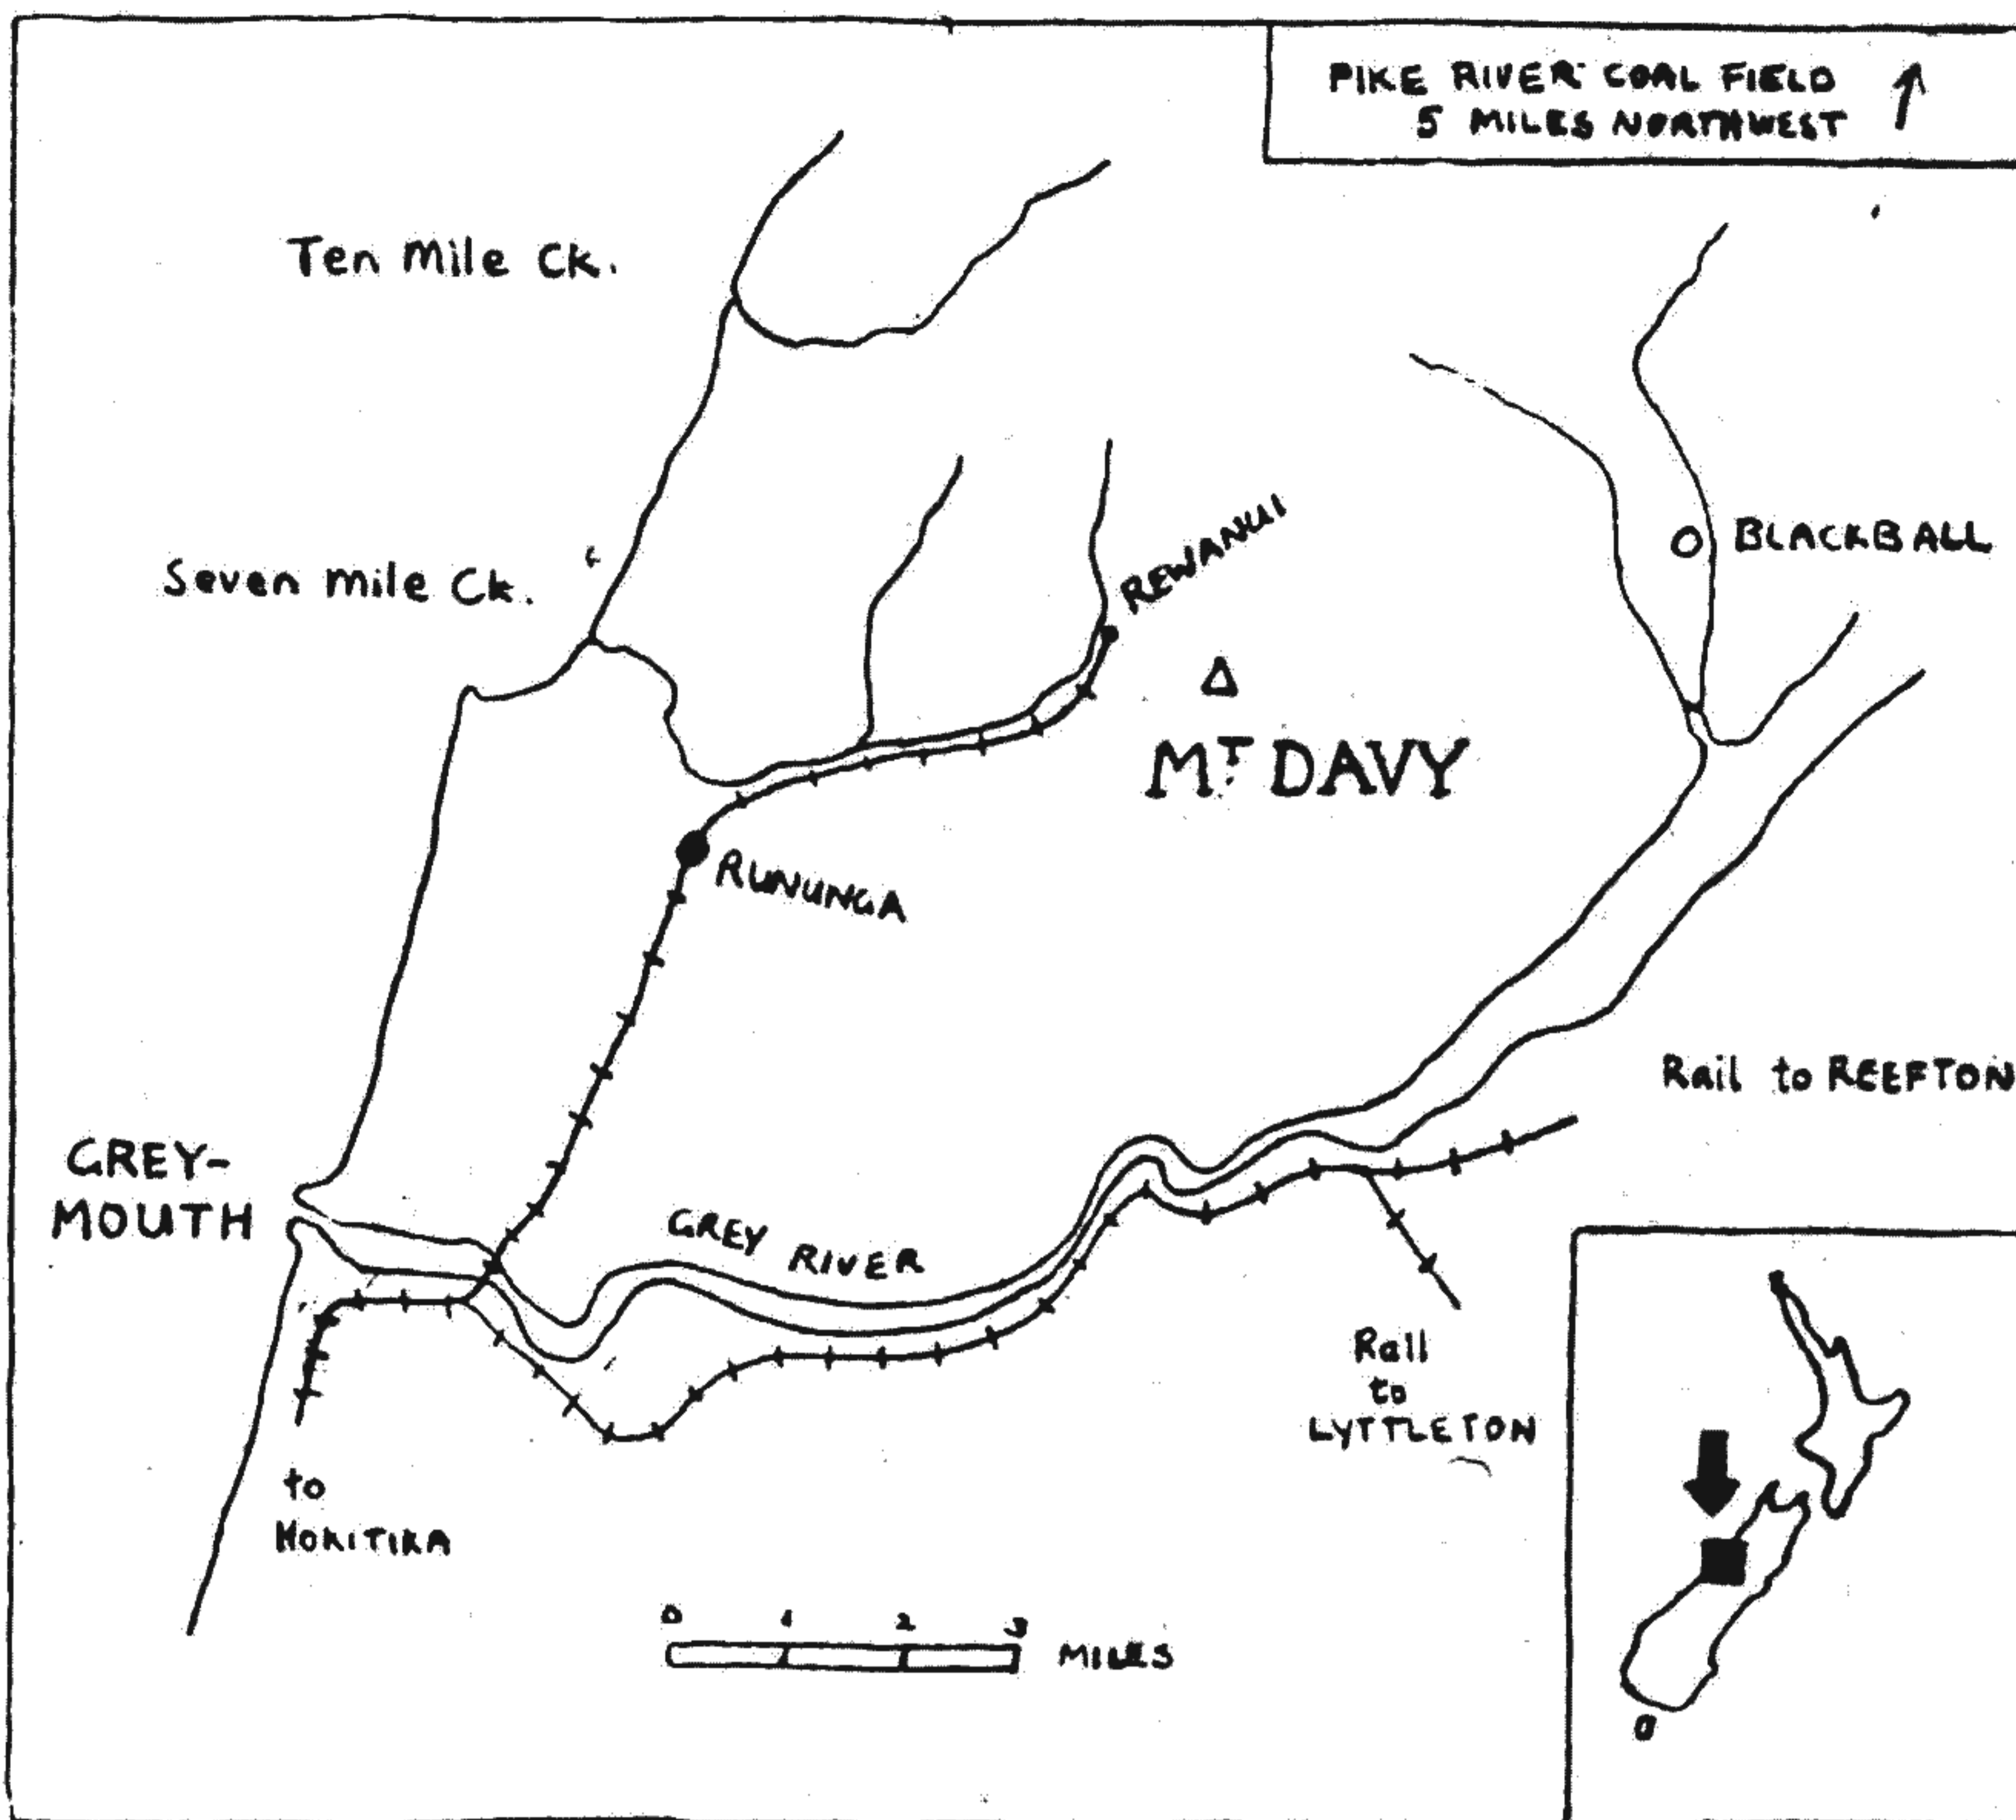 PIKE RIVER COAL FIELD
5 MILES NORTHWEST
Ten Mile Ck.
Seven Mile Ck.
REWANUI
BLACKBALL
MT DAVY
RUNUNGA
Rail to REEFTON
GREY-
MOUTH
GREY RIVER
Rail
to
LYTTLETON
to
HOKITIKA
0 1 2 3
MILES